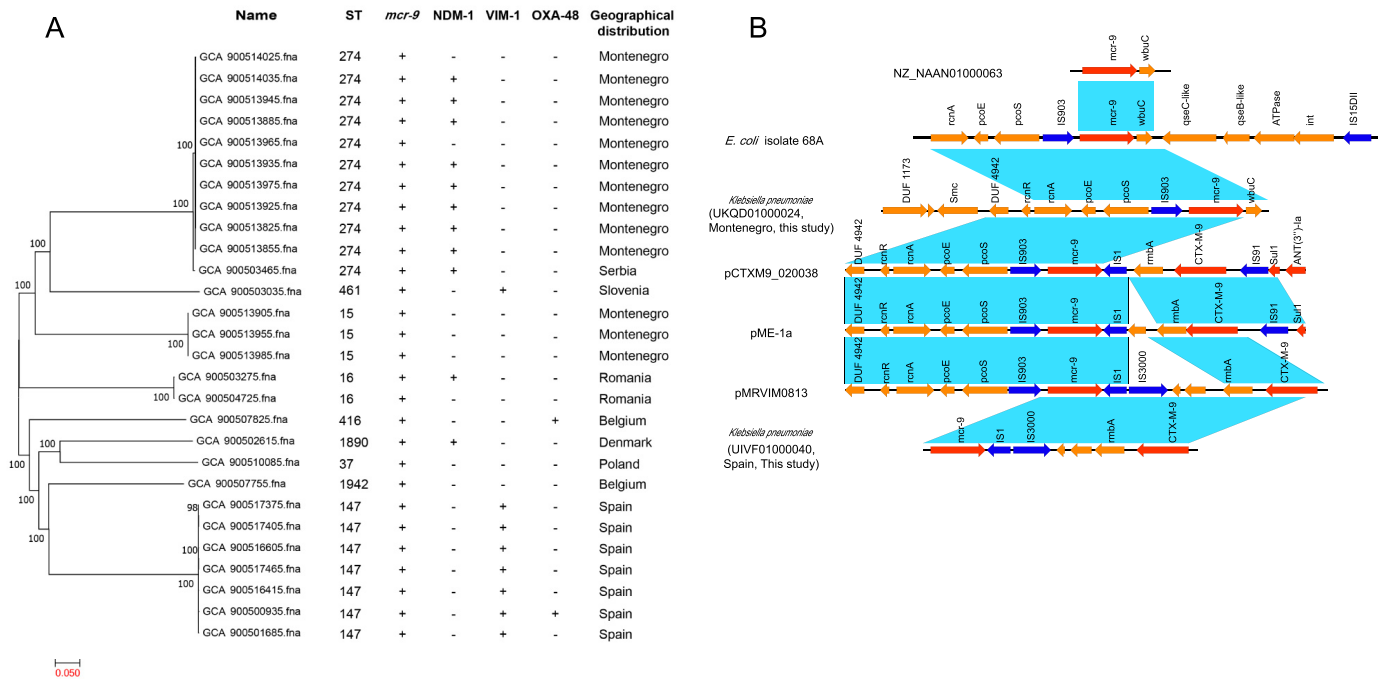 A
Name ST mcr-9 NDM-1 VIM-1 OXA-48 Geographical distribution
GCA 900514025.fna 274 + - - - Montenegro
GCA 900514035.fna 274 + + - - Montenegro
GCA 900513945.fna 274 + + - - Montenegro
GCA 900513885.fna 274 + + - - Montenegro
GCA 900513965.fna 274 + - - - Montenegro
GCA 900513935.fna 274 + + - - Montenegro
GCA 900513975.fna 274 + + - - Montenegro
GCA 900513925.fna 274 + + - - Montenegro
GCA 900513825.fna 274 + + - - Montenegro
GCA 900513855.fna 274 + + - - Montenegro
GCA 900503465.fna 274 + + - - Serbia
GCA 900503035.fna 461 + - + - Slovenia
GCA 900513905.fna 15 + - - - Montenegro
GCA 900513955.fna 15 + - - - Montenegro
GCA 900513985.fna 15 + - - - Montenegro
GCA 900503275.fna 16 + + - - Romania
GCA 900504725.fna 16 + - - - Romania
GCA 900507825.fna 416 + - - + Belgium
GCA 900502615.fna 1890 + + - - Denmark
GCA 900510085.fna 37 + - - - Poland
GCA 900507755.fna 1942 + - - - Belgium
GCA 900517375.fna 147 + - + - Spain
GCA 900517405.fna 147 + - + - Spain
GCA 900516605.fna 147 + - + - Spain
GCA 900517465.fna 147 + - + - Spain
GCA 900516415.fna 147 + - + - Spain
GCA 900500935.fna 147 + - + + Spain
GCA 900501685.fna 147 + - + - Spain
100
100
100
100
100
100
100
100
100
100
98
100
100
0.050
B
mcr-9 wbuC
NZ_NAAN01000063
rcnA pcoE pcoS IS903 mcr-9 wbuC qseC-like qseB-like ATPase int IS15DII
E. coli isolate 68A
DUF 1173 Smc DUF 4942 rcnR rcnA pcoE pcoS IS903 mcr-9 wbuC
Klebsiella pneumoniae
(UKQD01000024,
Montenegro, this study)
DUF 4942 rcnR rcnA pcoE pcoS IS903 mcr-9 IS1 rmbA CTX-M-9 IS91 Sul1 ANT(3")-Ia
pCTXM9_020038
DUF 4942 rcnR rcnA pcoE pcoS IS903 mcr-9 IS1 rmbA CTX-M-9 IS91 Sul1
pME-1a
DUF 4942 rcnR rcnA pcoE pcoS IS903 mcr-9 IS1 IS3000 rmbA CTX-M-9
pMRVIM0813
mcr-9 IS1 IS3000 rmbA CTX-M-9
Klebsiella pneumoniae
(UIVF01000040,
Spain, This study)